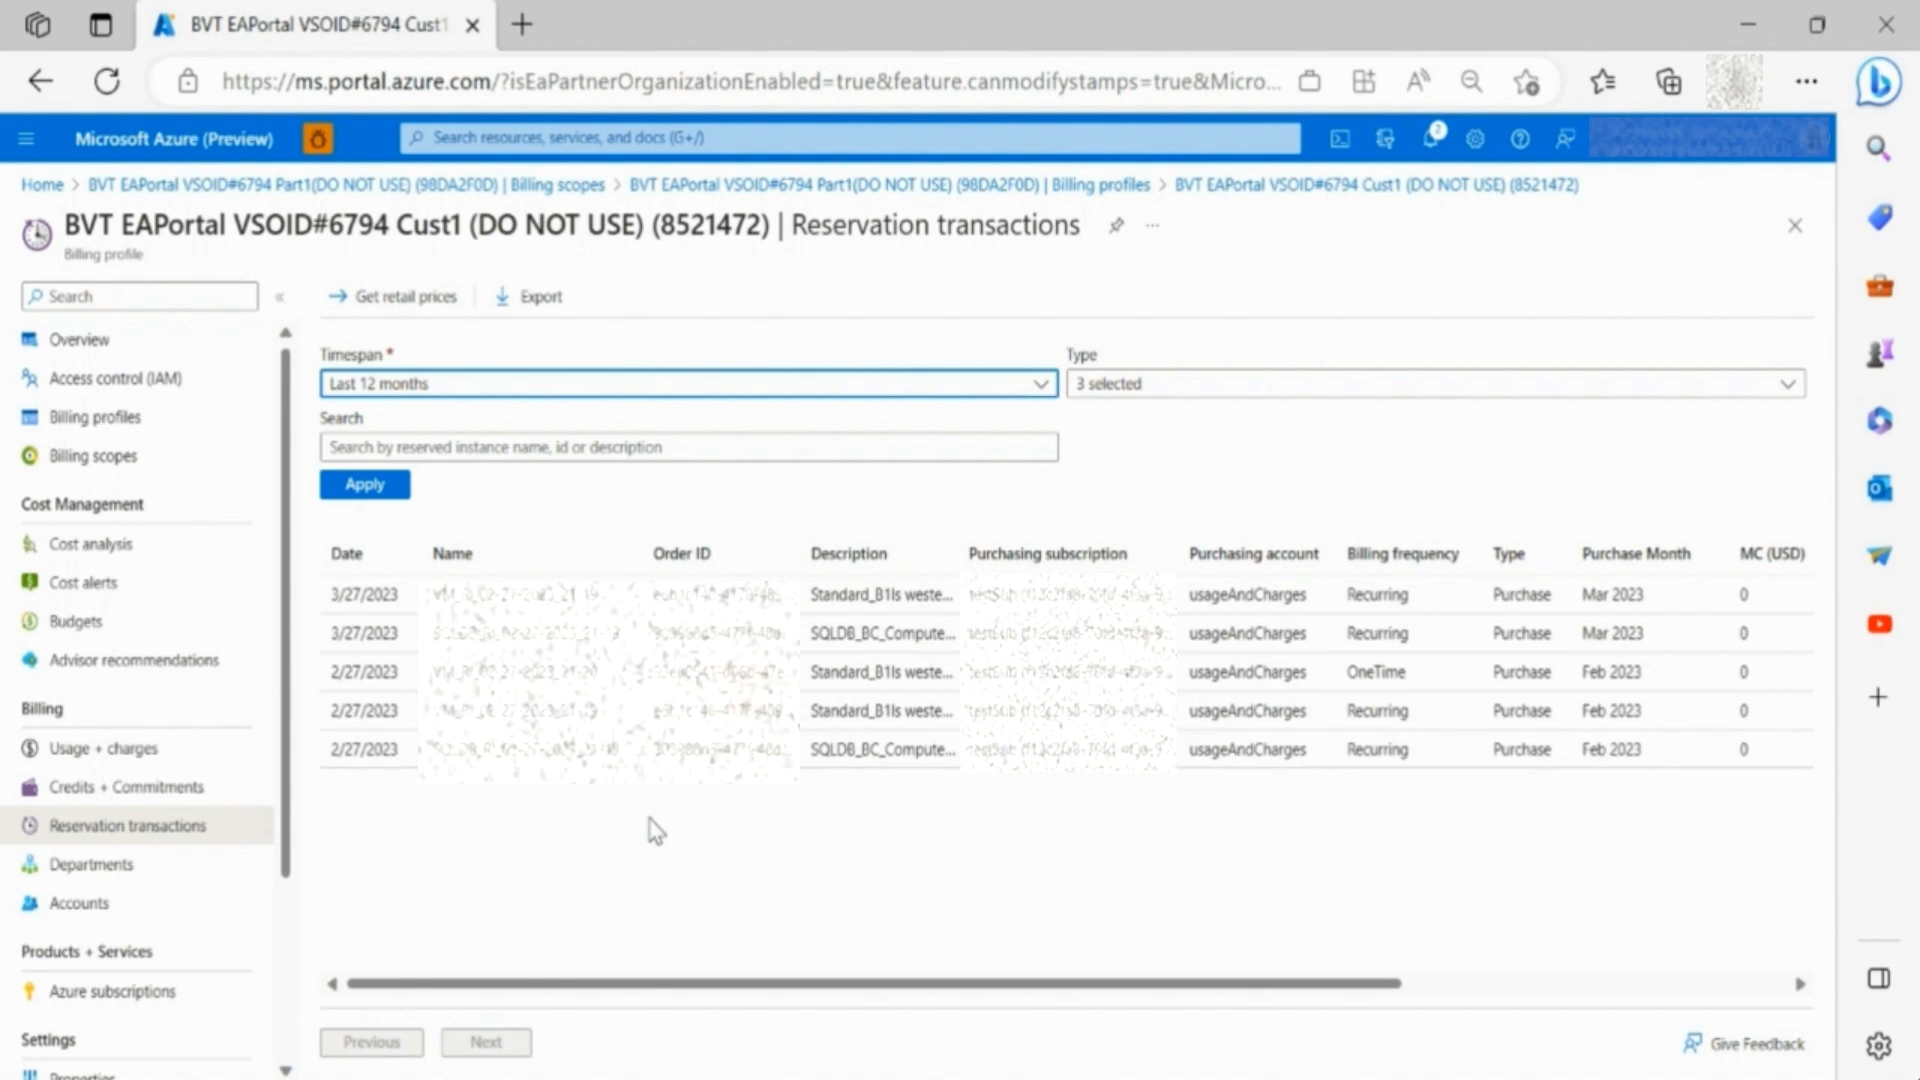 BVT EAPortal VSOID#6794 Cust1
https://ms.portal.azure.com/?isEaPartnerOrganizationEnabled=true&feature.canmodifystamps=true&Micro...
Microsoft Azure (Preview)
Search resources, services, and docs (G+/)
2
Home > BVT EAPortal VSOID#6794 Part1(DO NOT USE) (98DA2F0D) | Billing scopes > BVT EAPortal VSOID#6794 Part1(DO NOT USE) (98DA2F0D) | Billing profiles > BVT EAPortal VSOID#6794 Cust1 (DO NOT USE) (8521472)
BVT EAPortal VSOID#6794 Cust1 (DO NOT USE) (8521472) | Reservation transactions
Billing profile
Search
Overview
Access control (IAM)
Billing profiles
Billing scopes
Cost Management
Cost analysis
Cost alerts
Budgets
Advisor recommendations
Billing
Usage + charges
Credits + Commitments
Reservation transactions
Departments
Accounts
Products + Services
Azure subscriptions
Settings
Properties
Get retail prices Export
Timespan * Type
Last 12 months 3 selected
Search
Search by reserved instance name, id or description
Apply
Date Name Order ID Description Purchasing subscription Purchasing account Billing frequency Type Purchase Month MC (USD)
3/27/2023 Standard_B1ls weste... usageAndCharges Recurring Purchase Mar 2023 0
3/27/2023 SQLDB_BC_Compute... usageAndCharges Recurring Purchase Mar 2023 0
2/27/2023 Standard_B1ls weste... usageAndCharges OneTime Purchase Feb 2023 0
2/27/2023 Standard_B1ls weste... usageAndCharges Recurring Purchase Feb 2023 0
2/27/2023 SQLDB_BC_Compute... usageAndCharges Recurring Purchase Feb 2023 0
Previous Next
Give Feedback